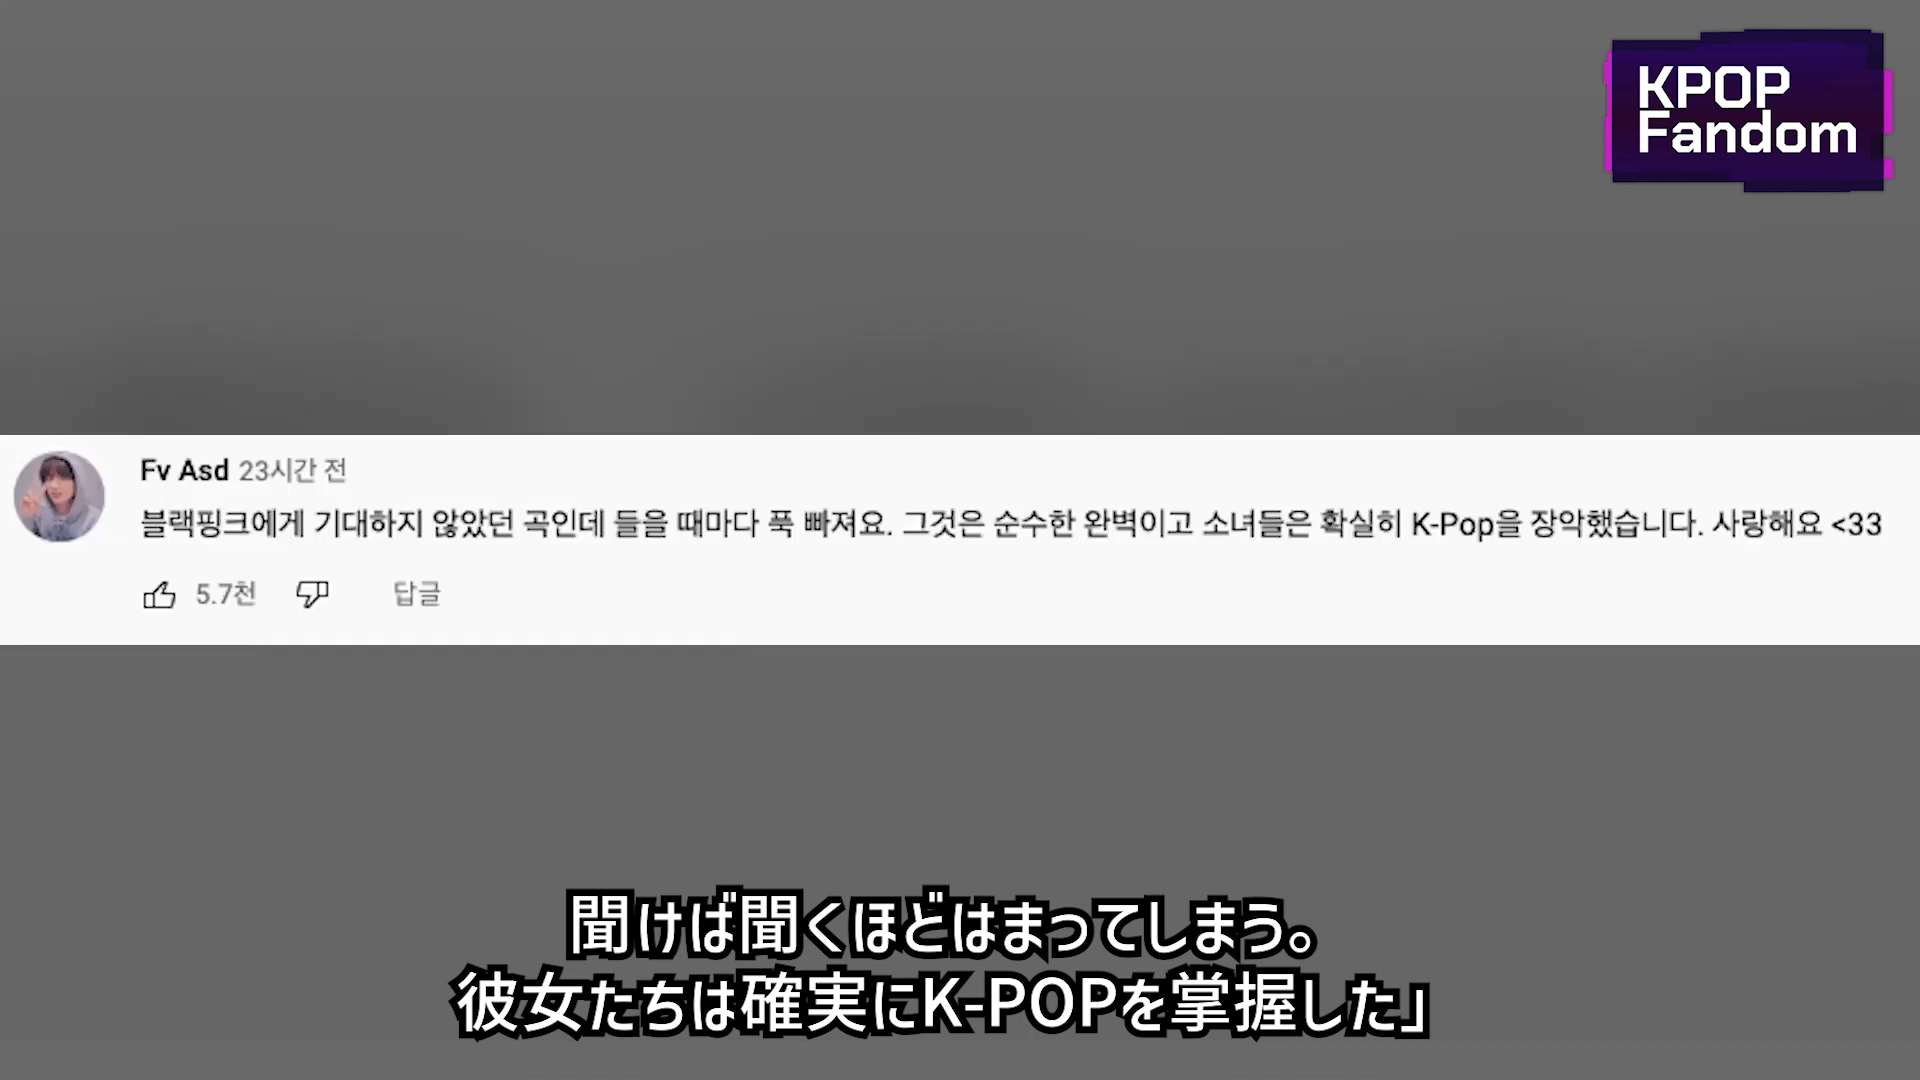 KPOP
Fandom
Fv Asd 23시간 전
블랙핑크에게 기대하지 않았던 곡인데 들을 때마다 푹 빠져요. 그것은 순수한 완벽이고 소녀들은 확실히 K-Pop을 장악했습니다. 사랑해요 <33
5.7천 답글
聞けば聞くほどはまってしまう。
彼女たちは確実にK-POPを掌握した」